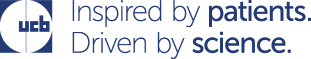 ucb
Inspired by patients.
Driven by science.